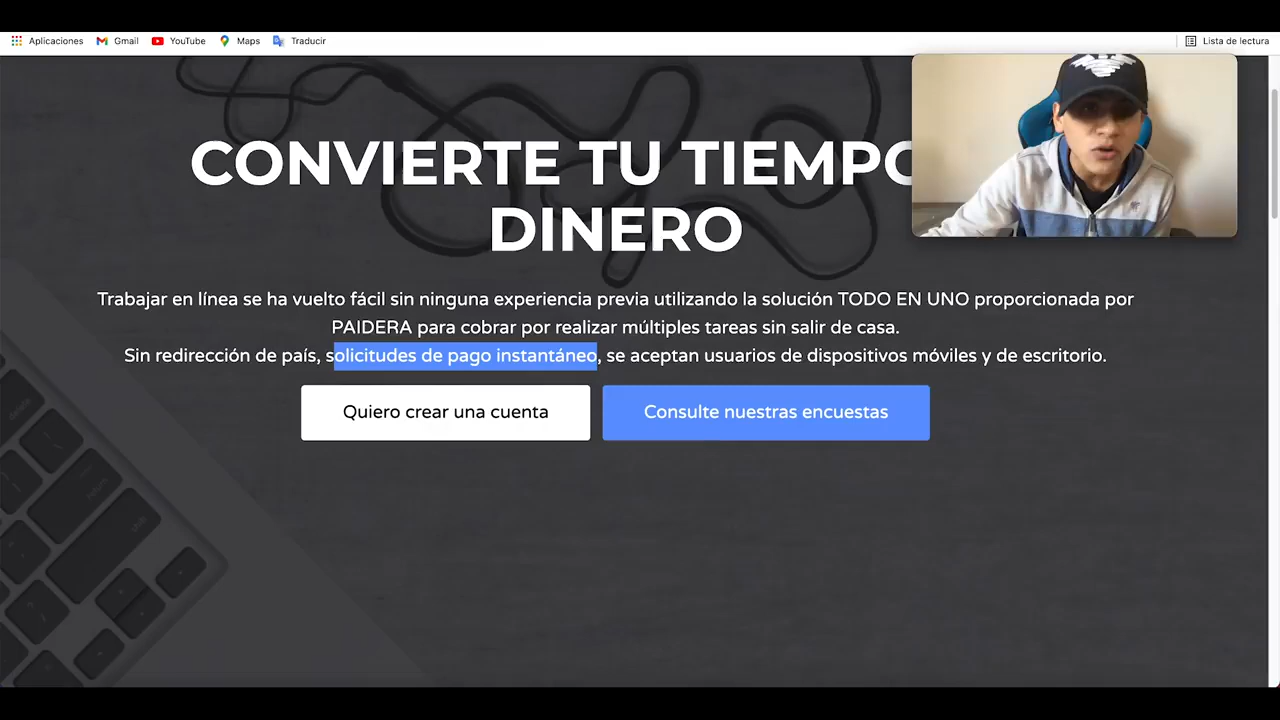 Aplicaciones Gmail YouTube Maps Traducir Lista de lectura
CONVIERTE TU TIEMPO
DINERO
Trabajar en línea se ha vuelto fácil sin ninguna experiencia previa utilizando la solución TODO EN UNO proporcionada por
PAIDERA para cobrar por realizar múltiples tareas sin salir de casa.
Sin redirección de país, solicitudes de pago instantáneo, se aceptan usuarios de dispositivos móviles y de escritorio.
Quiero crear una cuenta Consulte nuestras encuestas